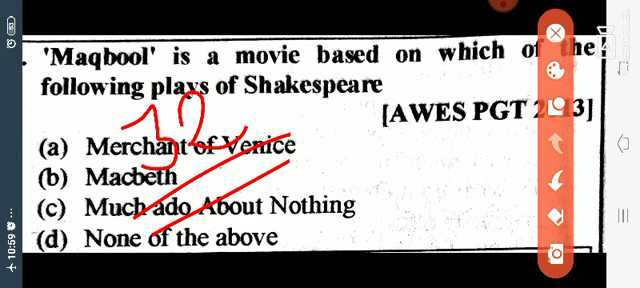 . 'Maqbool' is a movie based on which of the
following plays of Shakespeare
[AWES PGT 2013]
32
(a) Merchant of Venice
(b) Macbeth
(c) Much ado About Nothing
(d) None of the above
10:59